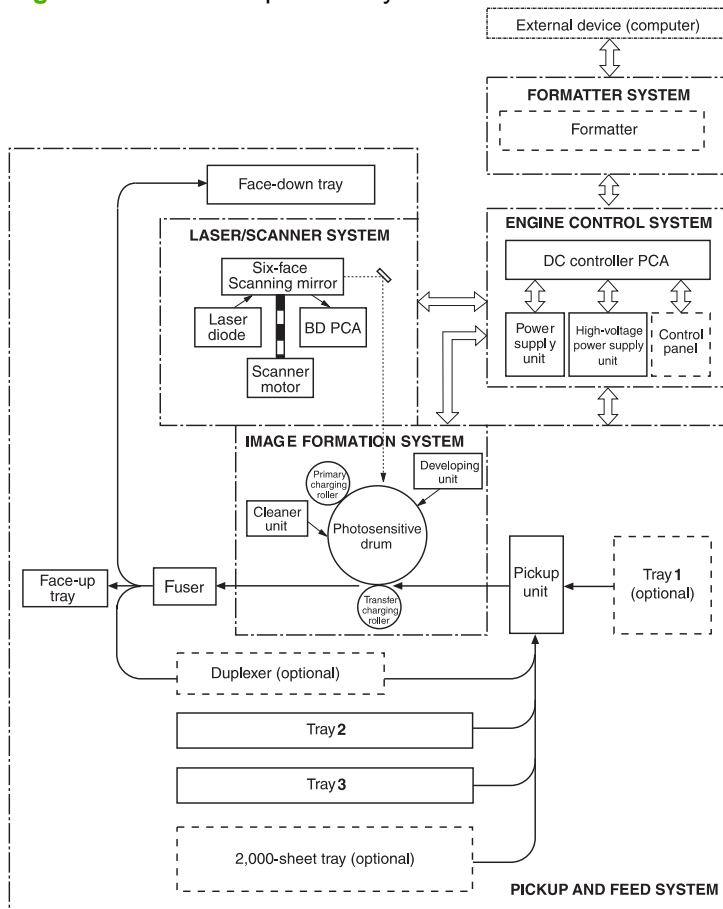 External device (computer)
FORMATTER SYSTEM
Formatter
Face-down tray
LASER/SCANNER SYSTEM
Six-face
Scanning mirror
Laser
diode
BD PCA
Scanner
motor
ENGINE CONTROL SYSTEM
DC controller PCA
Power
supply
unit
High-voltage
power supply
unit
Control
panel
IMAGE FORMATION SYSTEM
Primary
charging
roller
Developing
unit
Cleaner
unit
Photosensitive
drum
Transfer
charging
roller
Face-up
tray
Fuser
Pickup
unit
Tray 1
(optional)
Duplexer (optional)
Tray 2
Tray 3
2,000-sheet tray (optional)
PICKUP AND FEED SYSTEM